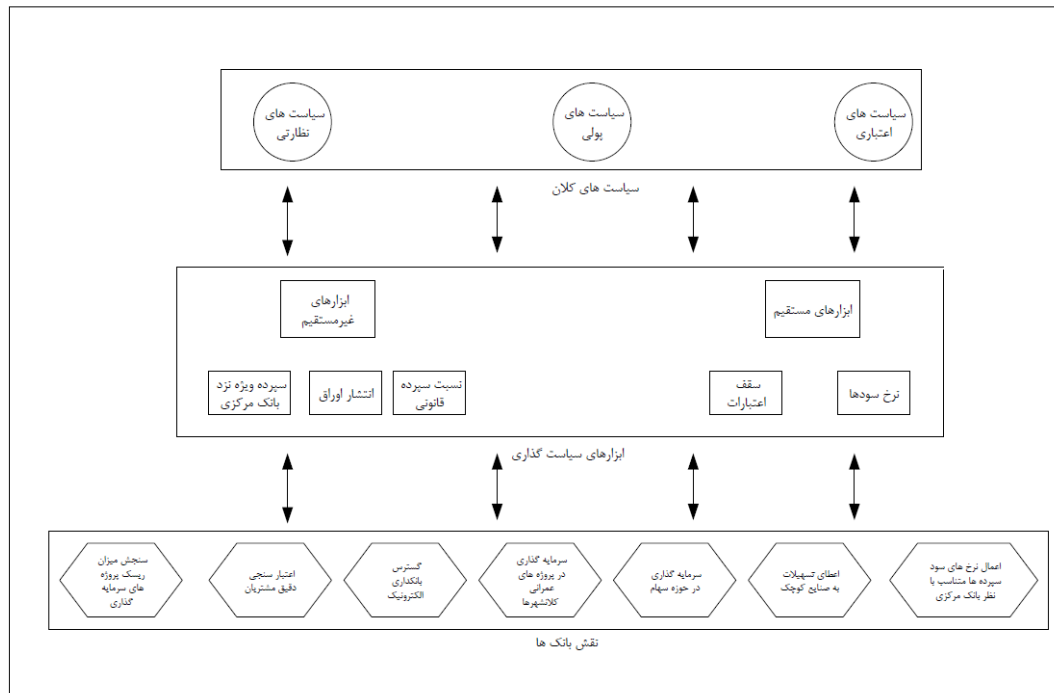 سیاست های
اعتباری
سیاست های
پولی
سیاست های
نظارتی
سیاست های کلان
ابزارهای مستقیم
ابزارهای
غیرمستقیم
نرخ سودها
سقف
اعتبارات
نسبت سپرده
قانونی
انتشار اوراق
سپرده ویژه نزد
بانک مرکزی
ابزارهای سیاست گذاری
اعمال نرخ های سود
سپرده ها متناسب با
نظر بانک مرکزی
اعطای تسهیلات
به صنایع کوچک
سرمایه گذاری
در حوزه سهام
سرمایه گذاری
در پروژه های
عمرانی
کلانشهرها
گسترس
بانکداری
الکترونیک
اعتبار سنجی
دقیق مشتریان
سنجش میزان
ریسک پروژه
های سرمایه
گذاری
نقش بانک ها